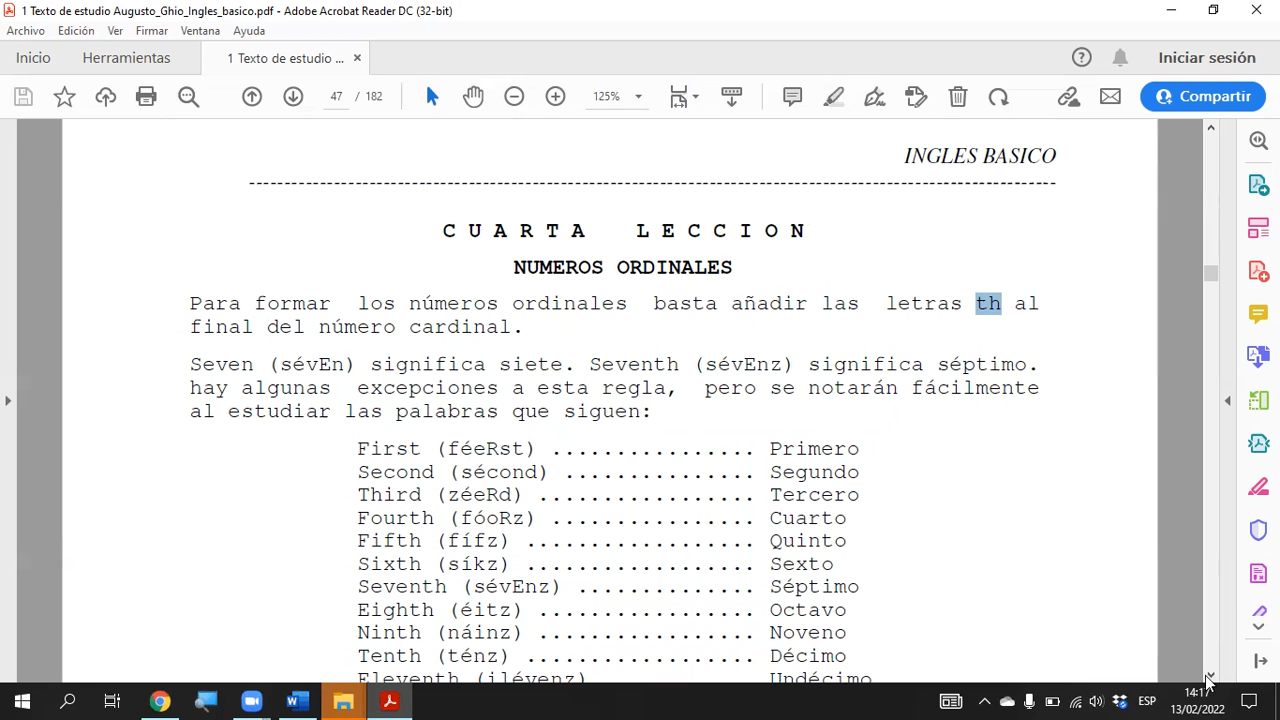 1 Texto de estudio Augusto_Ghio_Ingles_basico.pdf - Adobe Acrobat Reader DC (32-bit)
Archivo Edición Ver Firmar Ventana Ayuda
Inicio Herramientas 1 Texto de estudio ... × Iniciar sesión
47 / 182 125% Compartir
INGLES BASICO
--------------------------------------------------------------------------------------------------------------
CUARTA LECCION
NUMEROS ORDINALES
Para formar los números ordinales basta añadir las letras th al
final del número cardinal.
Seven (sévEn) significa siete. Seventh (sévEnz) significa séptimo.
hay algunas excepciones a esta regla, pero se notarán fácilmente
al estudiar las palabras que siguen:
First (féeRst) ................ Primero
Second (sécond) ............... Segundo
Third (zéeRd) ................. Tercero
Fourth (fóoRz) ................ Cuarto
Fifth (fífz) .................. Quinto
Sixth (síkz) .................. Sexto
Seventh (sévEnz) .............. Séptimo
Eighth (éitz) ................. Octavo
Ninth (náinz) ................. Noveno
Tenth (ténz) .................. Décimo
Eleventh (ilévenz) Undécimo
ESP
13/02/2022